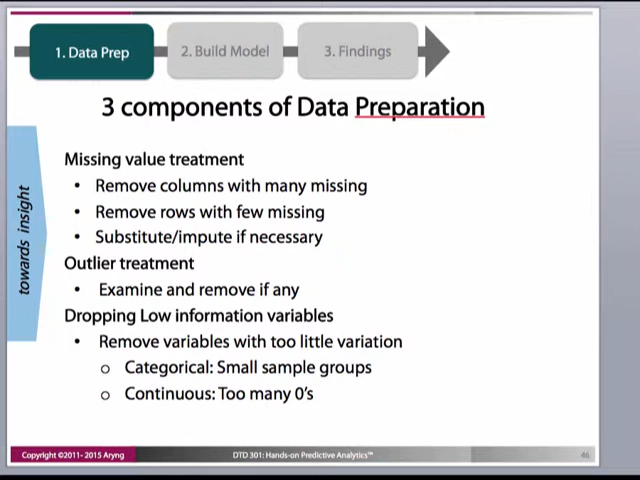 1. Data Prep
2. Build Model
3. Findings
3 components of Data Preparation
towards insight
Missing value treatment
• Remove columns with many missing
• Remove rows with few missing
• Substitute/impute if necessary
Outlier treatment
• Examine and remove if any
Dropping Low information variables
• Remove variables with too little variation
o Categorical: Small sample groups
o Continuous: Too many 0's
Copyright ©2011- 2015 Aryng
DTD 301: Hands-on Predictive Analytics™
46